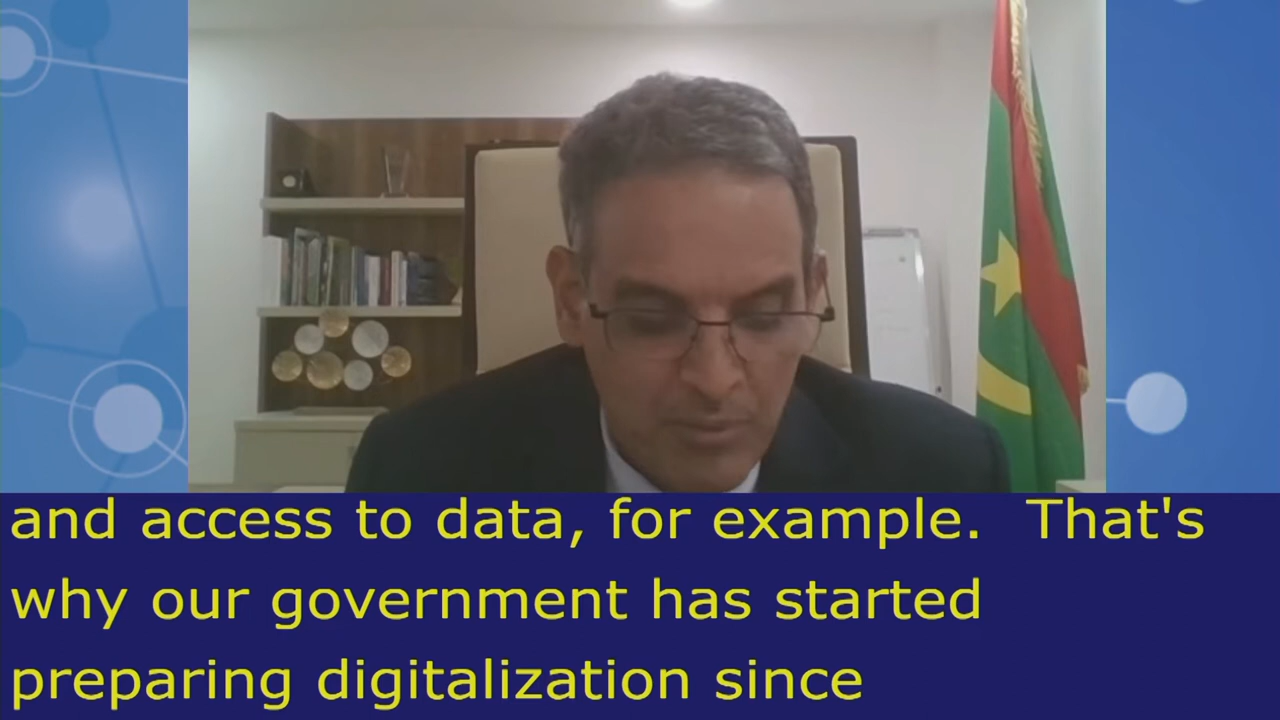 and access to data, for example.  That's
why our government has started
preparing digitalization since